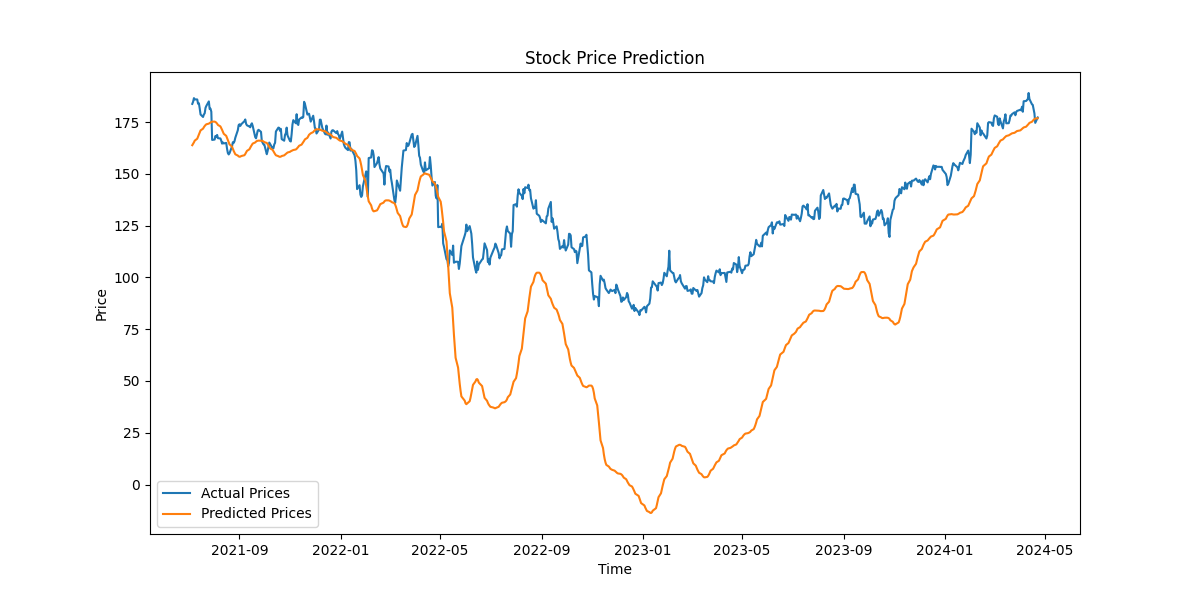 Stock Price Prediction
Price
175
150
125
100
75
50
25
0
Actual Prices
Predicted Prices
2021-09 2022-01 2022-05 2022-09 2023-01 2023-05 2023-09 2024-01 2024-05
Time